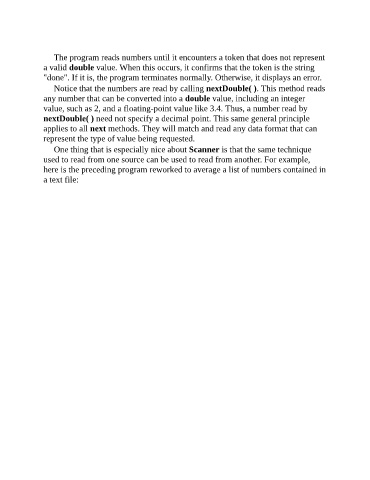 The program reads numbers until it encounters a token that does not represent
a valid double value. When this occurs, it confirms that the token is the string
"done". If it is, the program terminates normally. Otherwise, it displays an error.
Notice that the numbers are read by calling nextDouble( ). This method reads
any number that can be converted into a double value, including an integer
value, such as 2, and a floating-point value like 3.4. Thus, a number read by
nextDouble( ) need not specify a decimal point. This same general principle
applies to all next methods. They will match and read any data format that can
represent the type of value being requested.
One thing that is especially nice about Scanner is that the same technique
used to read from one source can be used to read from another. For example,
here is the preceding program reworked to average a list of numbers contained in
a text file: